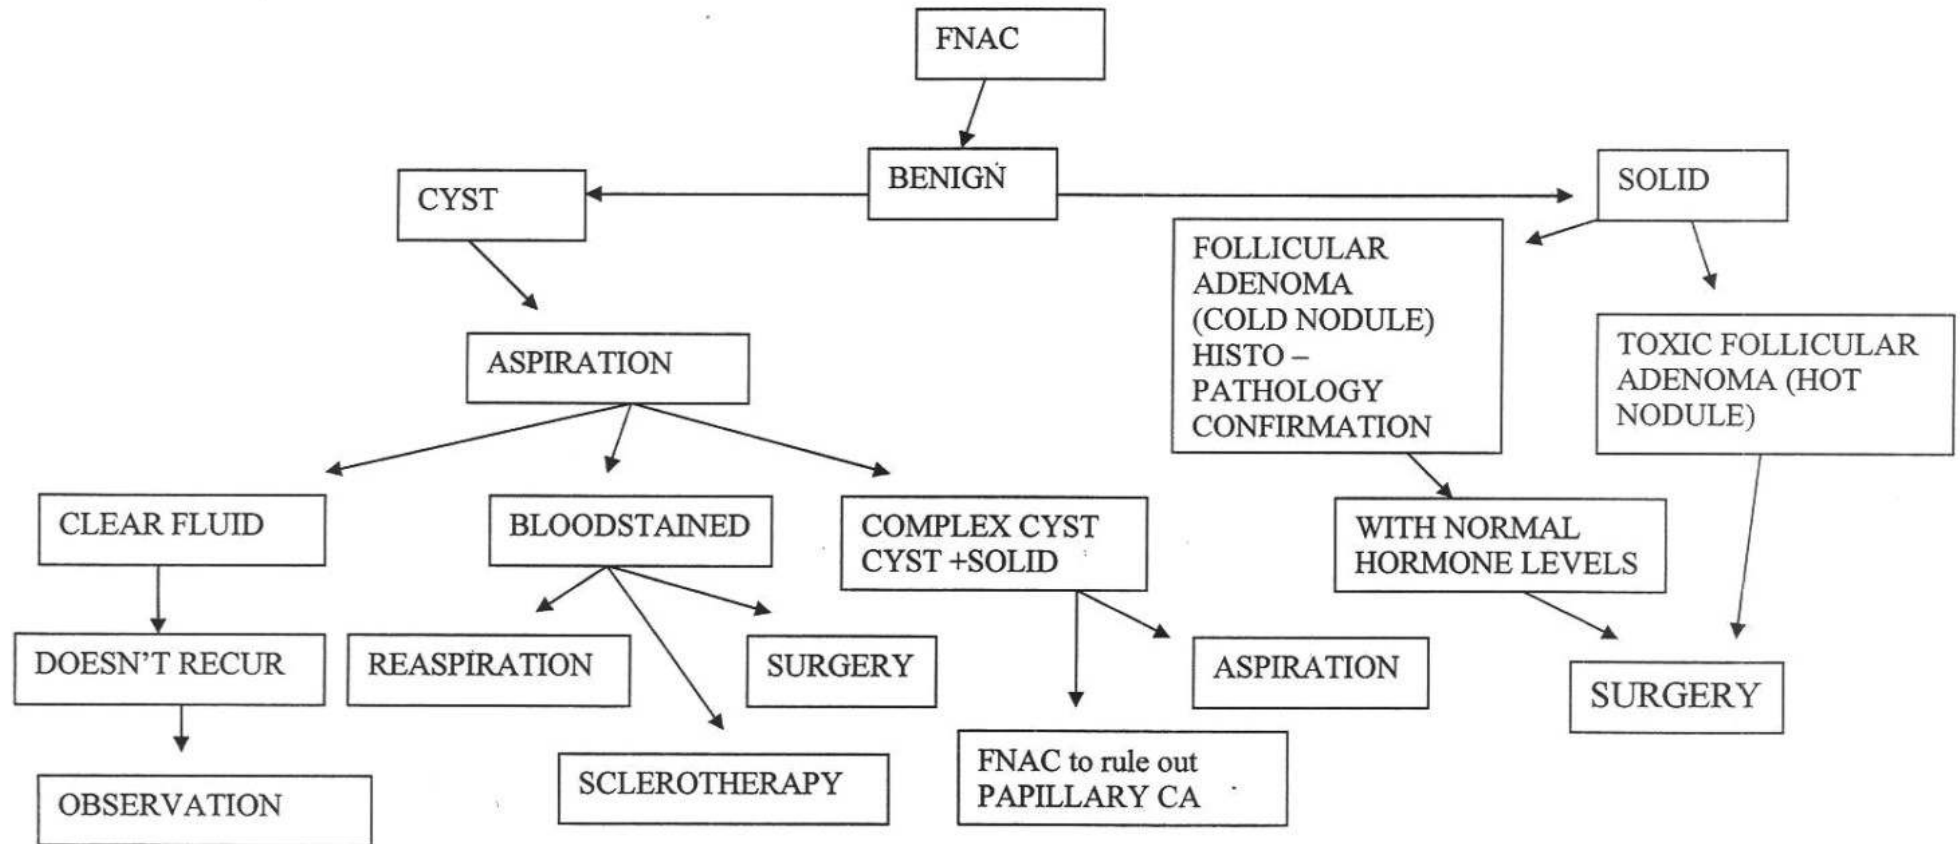 FNAC
BENIGN
CYST
SOLID
FOLLICULAR
ADENOMA
(COLD NODULE)
HISTO –
PATHOLOGY
CONFIRMATION
TOXIC FOLLICULAR
ADENOMA (HOT
NODULE)
ASPIRATION
CLEAR FLUID
BLOODSTAINED
COMPLEX CYST
CYST +SOLID
WITH NORMAL
HORMONE LEVELS
DOESN'T RECUR
REASPIRATION
SURGERY
ASPIRATION
SURGERY
OBSERVATION
SCLEROTHERAPY
FNAC to rule out
PAPILLARY CA